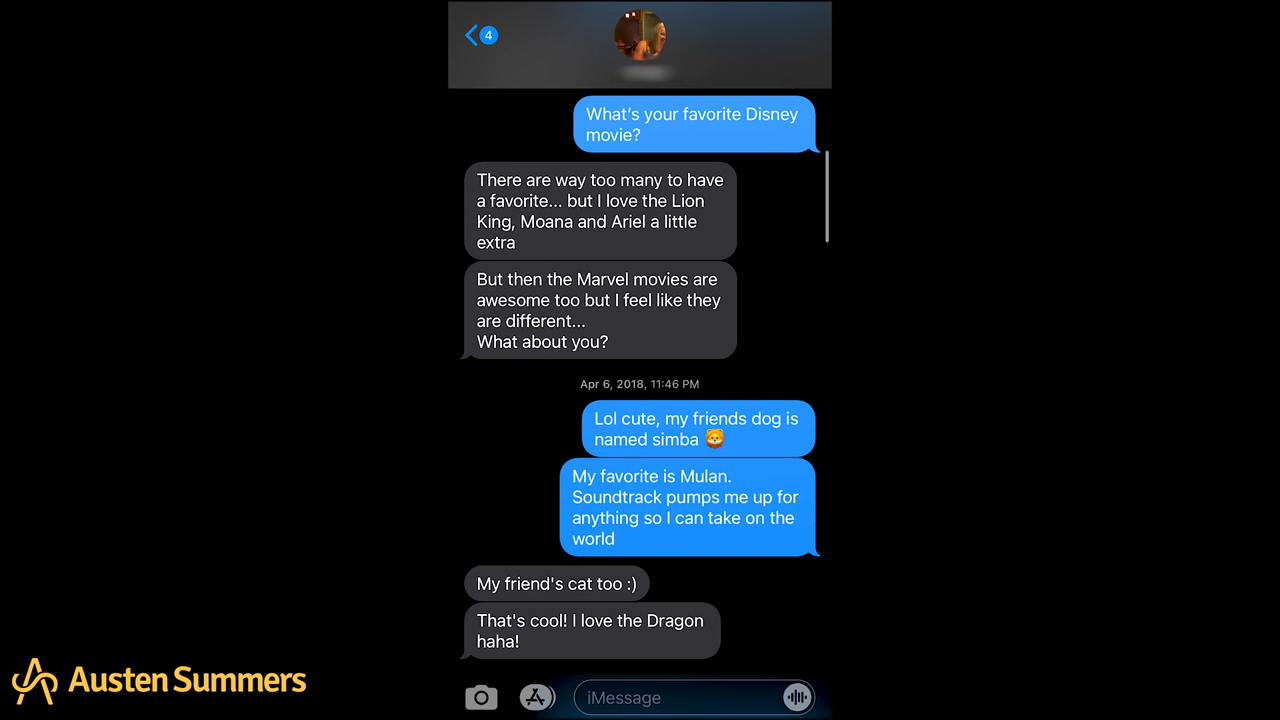 4
What's your favorite Disney
movie?
There are way too many to have
a favorite... but I love the Lion
King, Moana and Ariel a little
extra
But then the Marvel movies are
awesome too but I feel like they
are different...
What about you?
Apr 6, 2018, 11:46 PM
Lol cute, my friends dog is
named simba 🦁
My favorite is Mulan.
Soundtrack pumps me up for
anything so I can take on the
world
My friend's cat too :)
That's cool! I love the Dragon
haha!
iMessage
Austen Summers